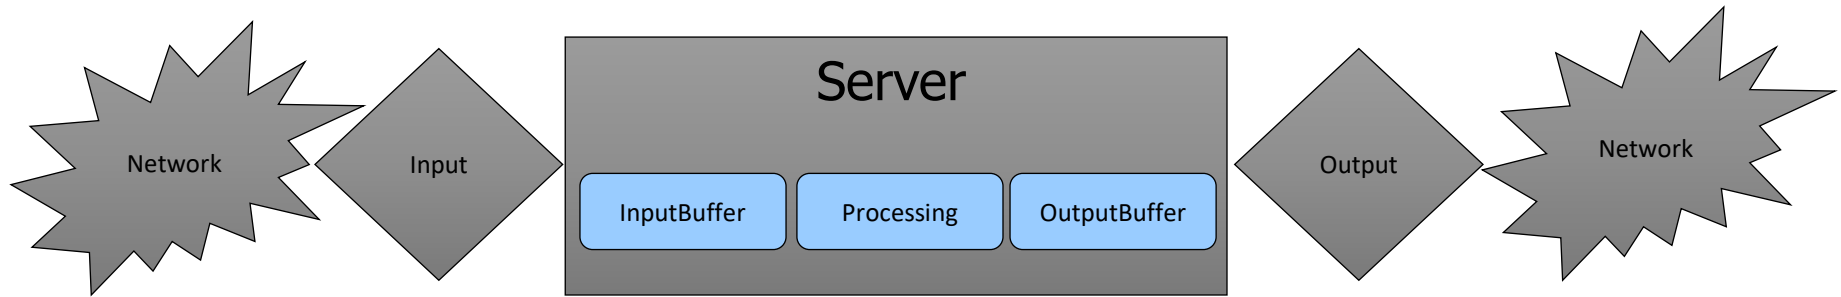 Network
Input
Server
InputBuffer
Processing
OutputBuffer
Output
Network